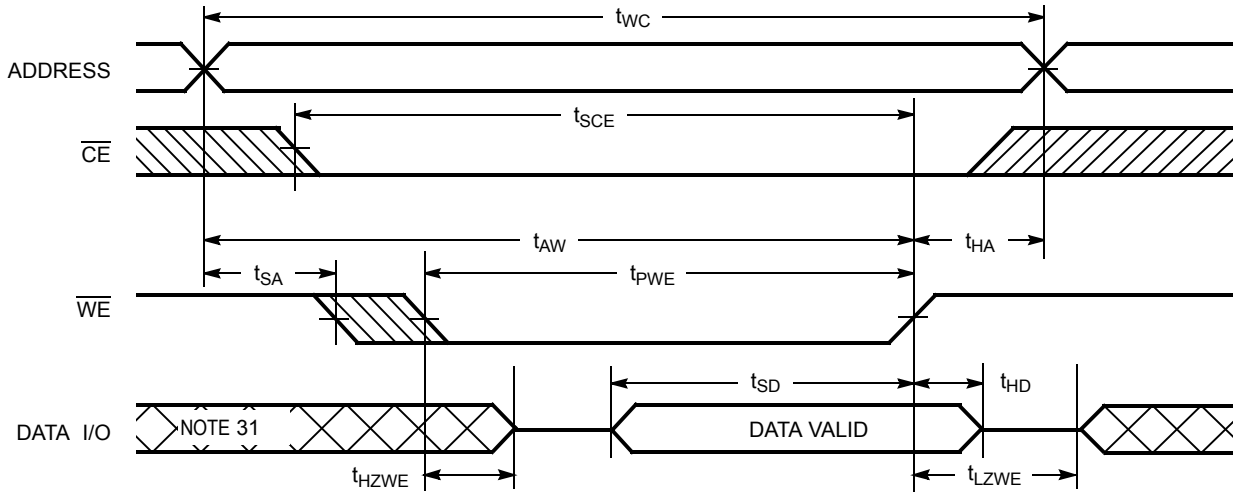 tWC
ADDRESS
tSCE
CE
tAW
tHA
tSA
tPWE
WE
tSD
tHD
DATA I/O
NOTE 31
DATA VALID
tHZWE
tLZWE